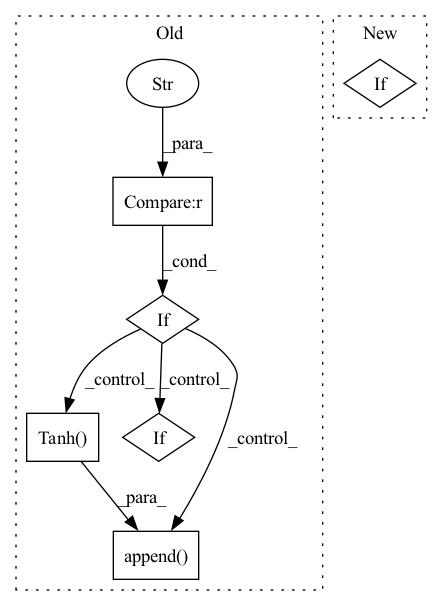 Old
New
Str
If
_para_
Compare:r
_cond_
If
_control_
_control_
_control_
Tanh()
If
_para_
append()